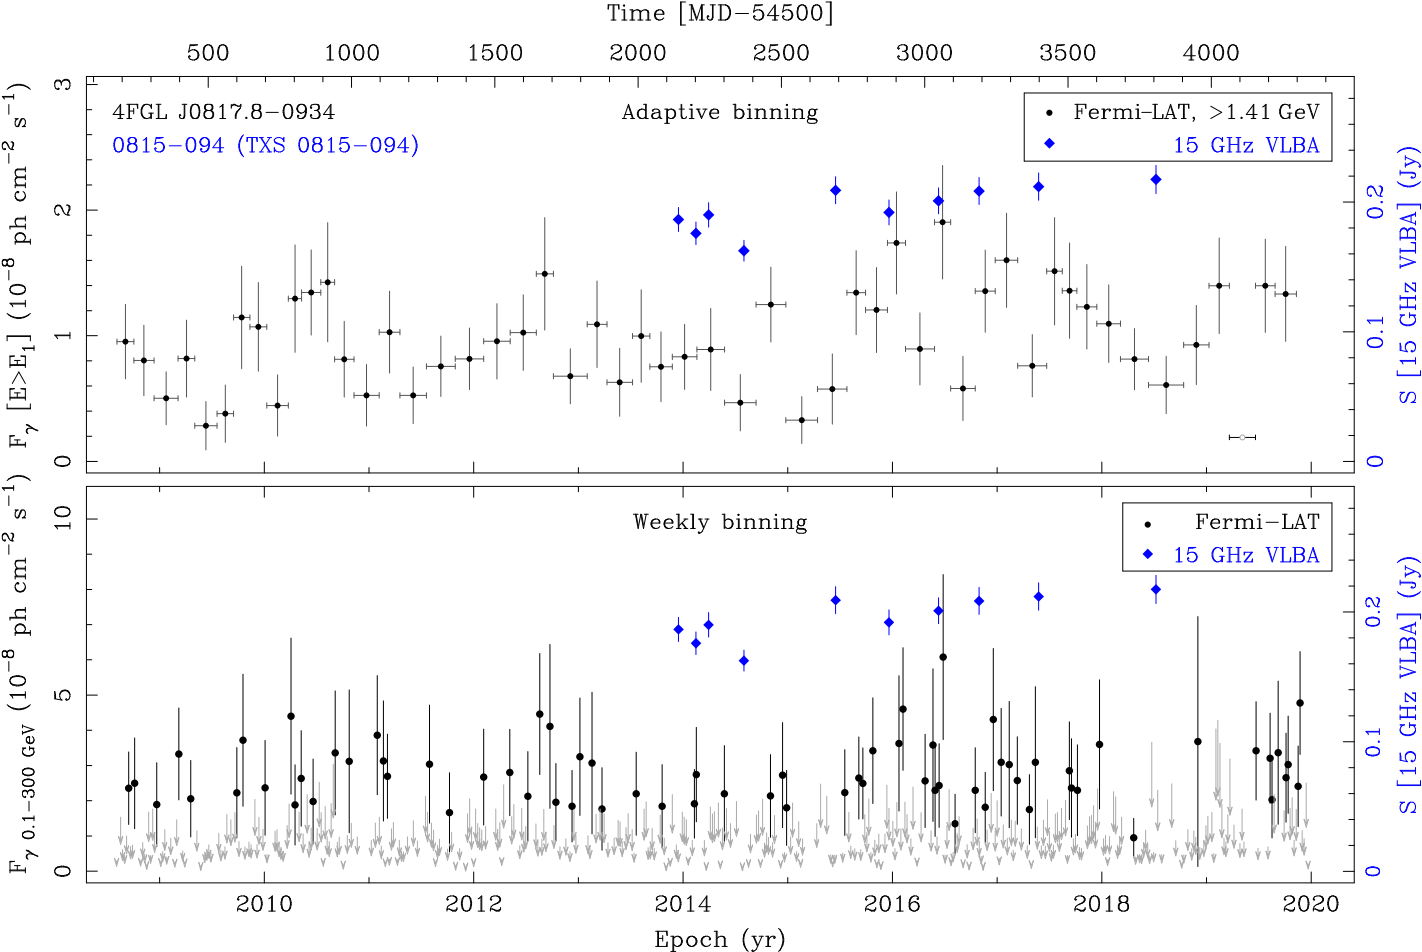 Time [MJD−54500]
500 1000 1500 2000 2500 3000 3500 4000
4FGL J0817.8−0934
0815−094 (TXS 0815−094)
Adaptive binning
Fermi−LAT, >1.41 GeV
15 GHz VLBA
3
2
1
0
F_γ [E>E_1] (10^−8 ph cm^−2 s^−1)
0.2
0.1
0
S [15 GHz VLBA] (Jy)
Weekly binning
Fermi−LAT
15 GHz VLBA
10
5
0
F_γ 0.1−300 GeV (10^−8 ph cm^−2 s^−1)
0.2
0.1
0
S [15 GHz VLBA] (Jy)
2010 2012 2014 2016 2018 2020
Epoch (yr)